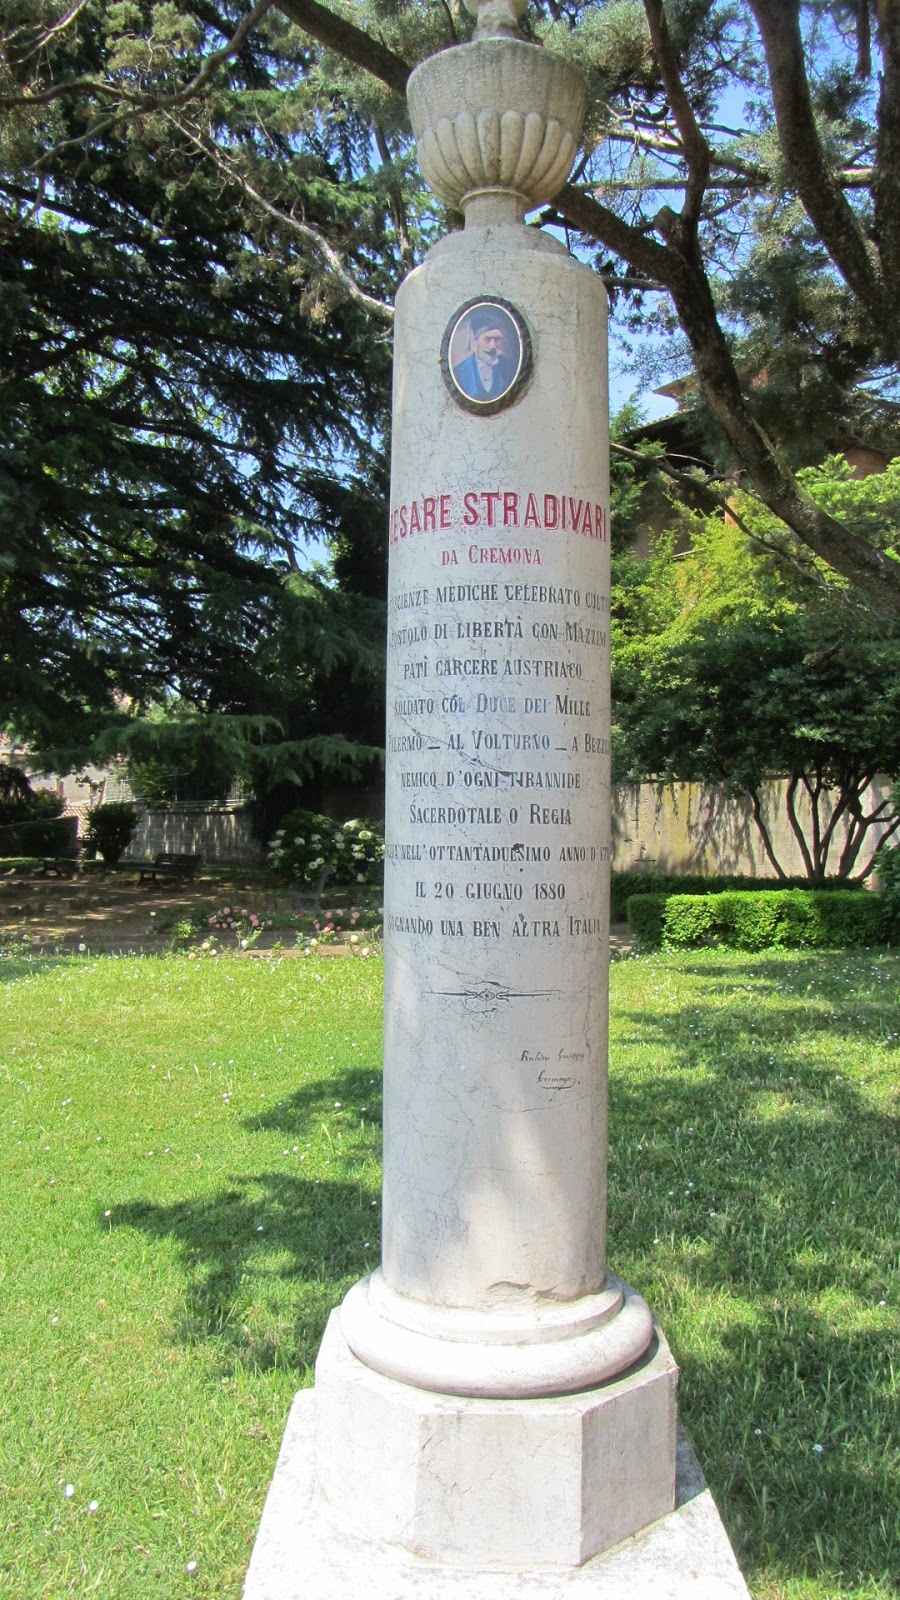 CESARE STRADIVARI
DA CREMONA
SCIENZE MEDICHE CELEBRATO CULTO
APOSTOLO DI LIBERTÀ CON MAZZINI
PATÌ CARCERE AUSTRIACO
SOLDATO COL DUCE DEI MILLE
PALERMO _ AL VOLTURNO _ A BEZZE
NEMICO D'OGNI TIRANNIDE
SACERDOTALE O REGIA
NELL'OTTANTADUESIMO ANNO D'ETÀ
IL 20 GIUGNO 1880
SOGNANDO UNA BEN ALTRA ITALIA